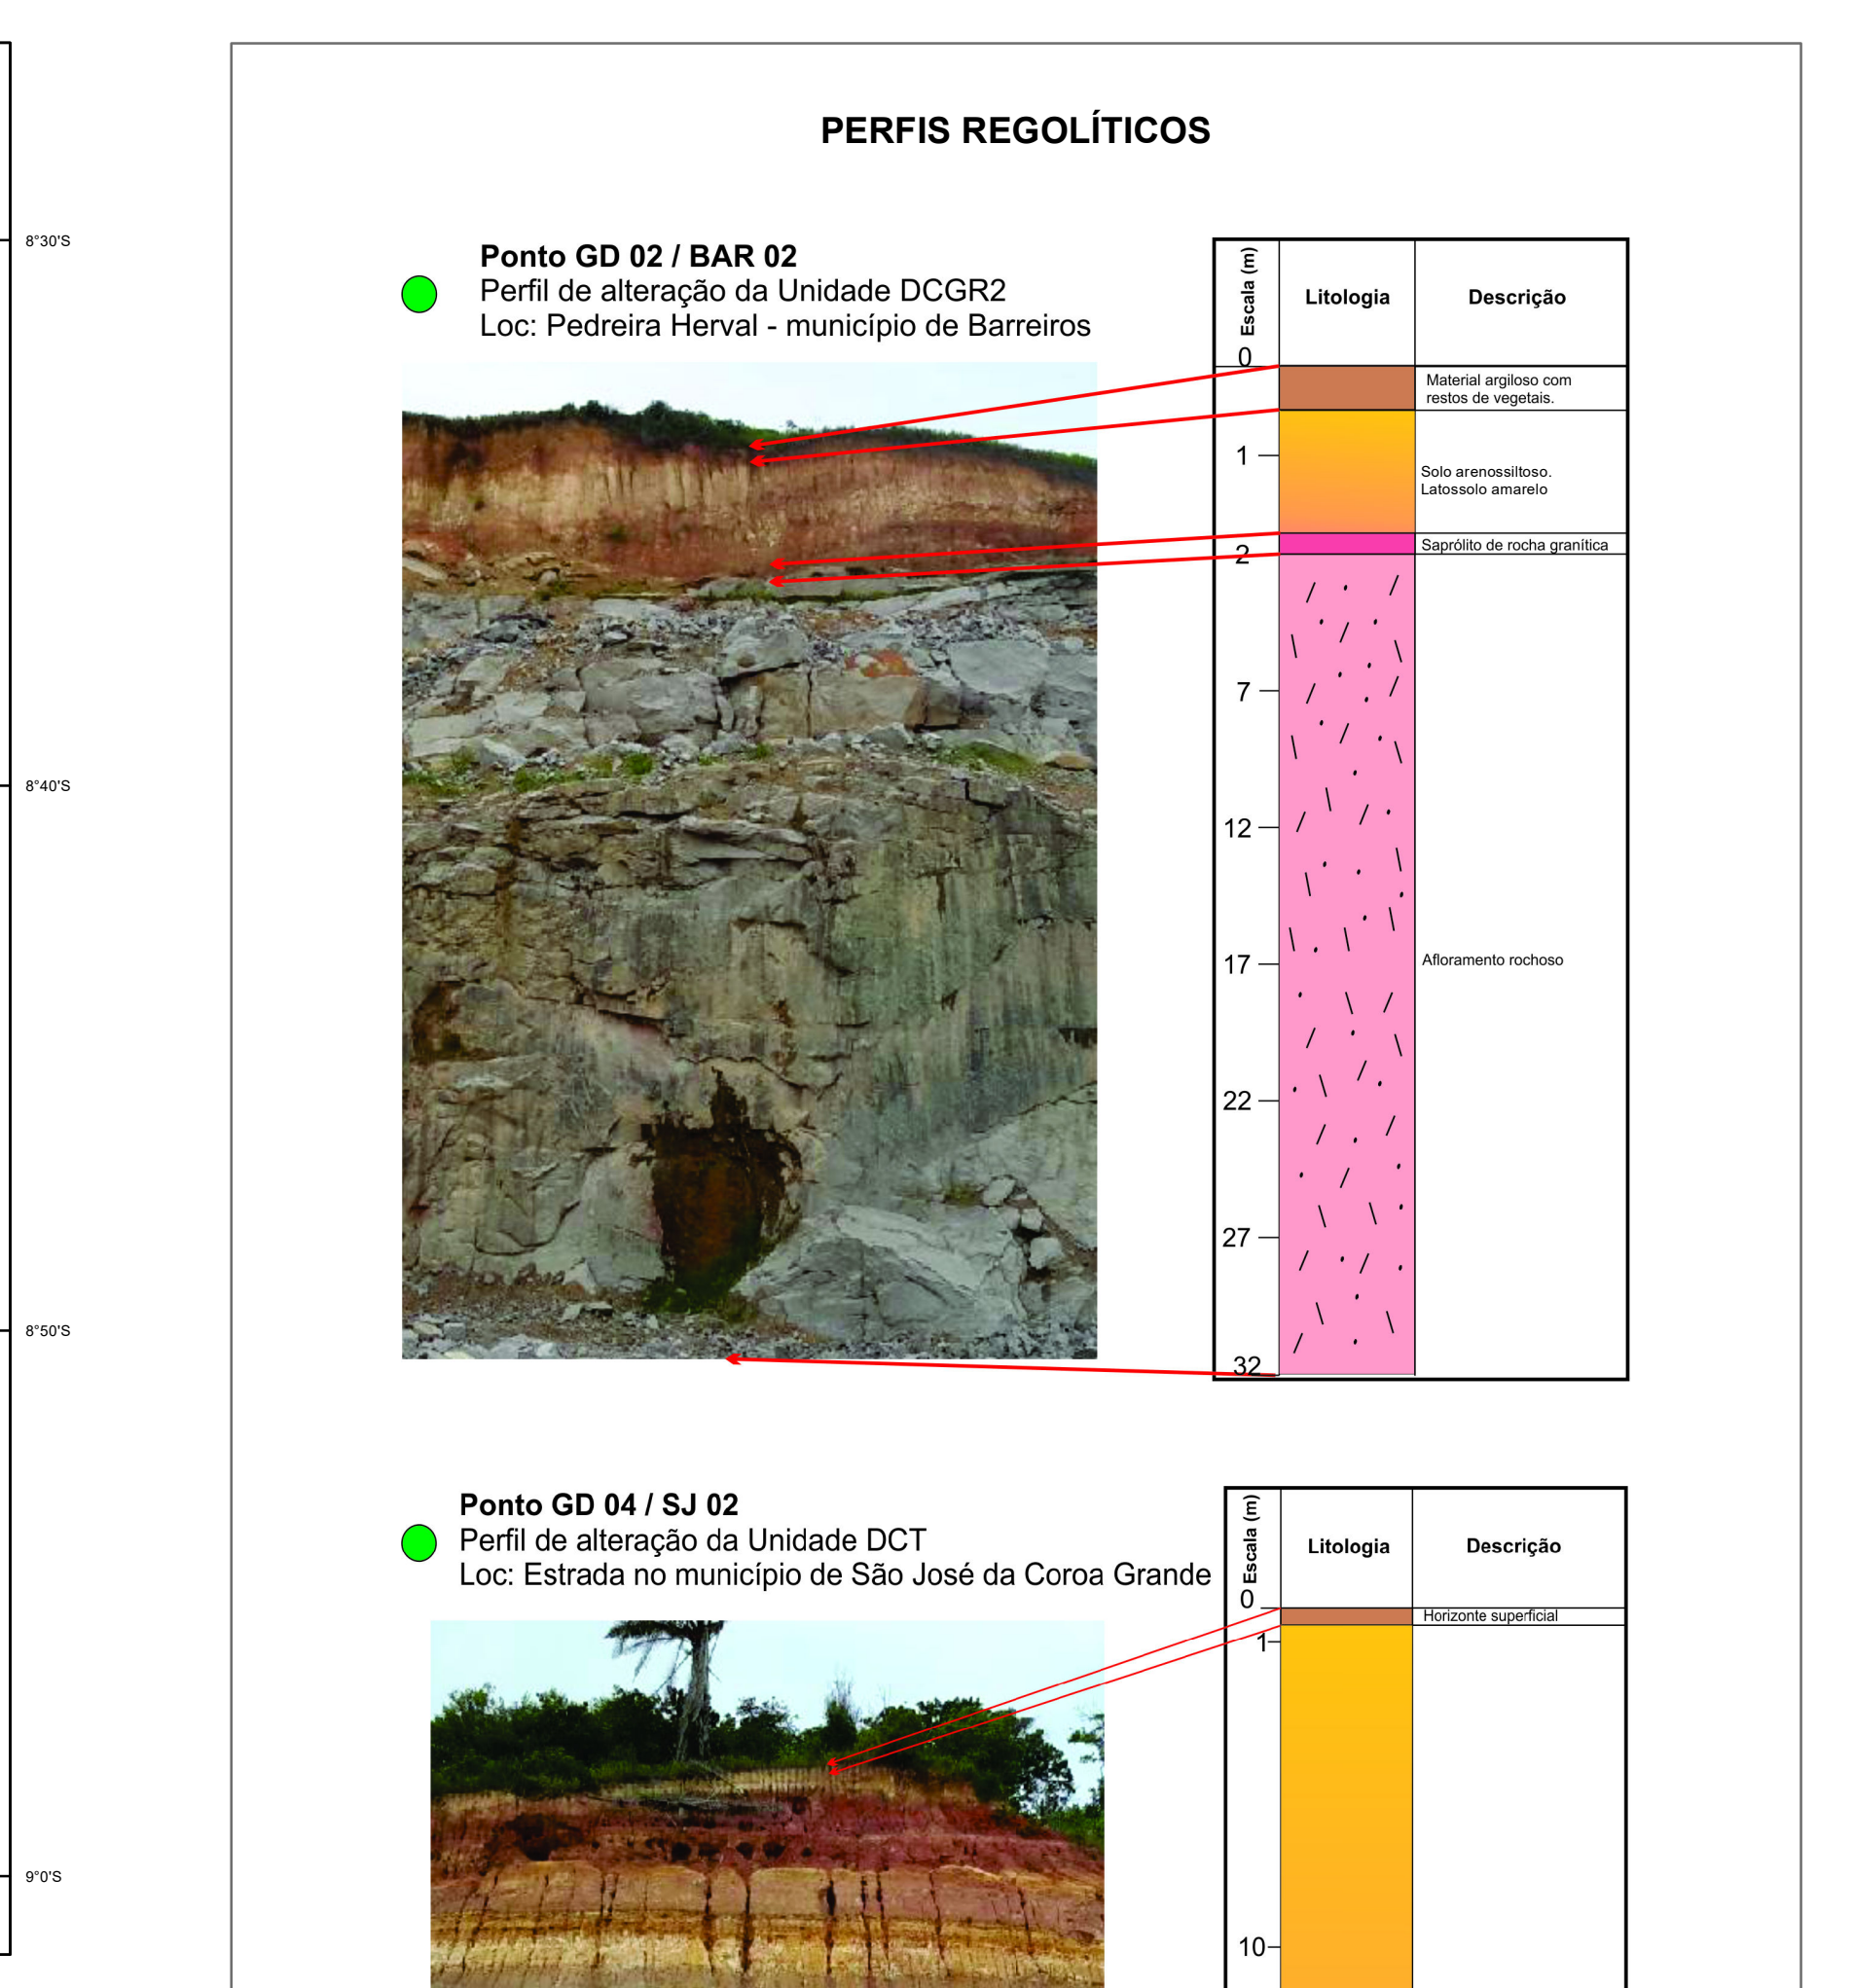 8°30'S
8°40'S
8°50'S
9°0'S
PERFIS REGOLÍTICOS
Ponto GD 02 / BAR 02
Perfil de alteração da Unidade DCGR2
Loc: Pedreira Herval - município de Barreiros
Escala (m)
Litologia
Descrição
0
Material argiloso com
restos de vegetais.
1
Solo arenossiltoso.
Latossolo amarelo
Saprólito de rocha granítica
2
7
12
17
Afloramento rochoso
22
27
32
Ponto GD 04 / SJ 02
Perfil de alteração da Unidade DCT
Loc: Estrada no município de São José da Coroa Grande
Escala (m)
Litologia
Descrição
0
Horizonte superficial
1
10